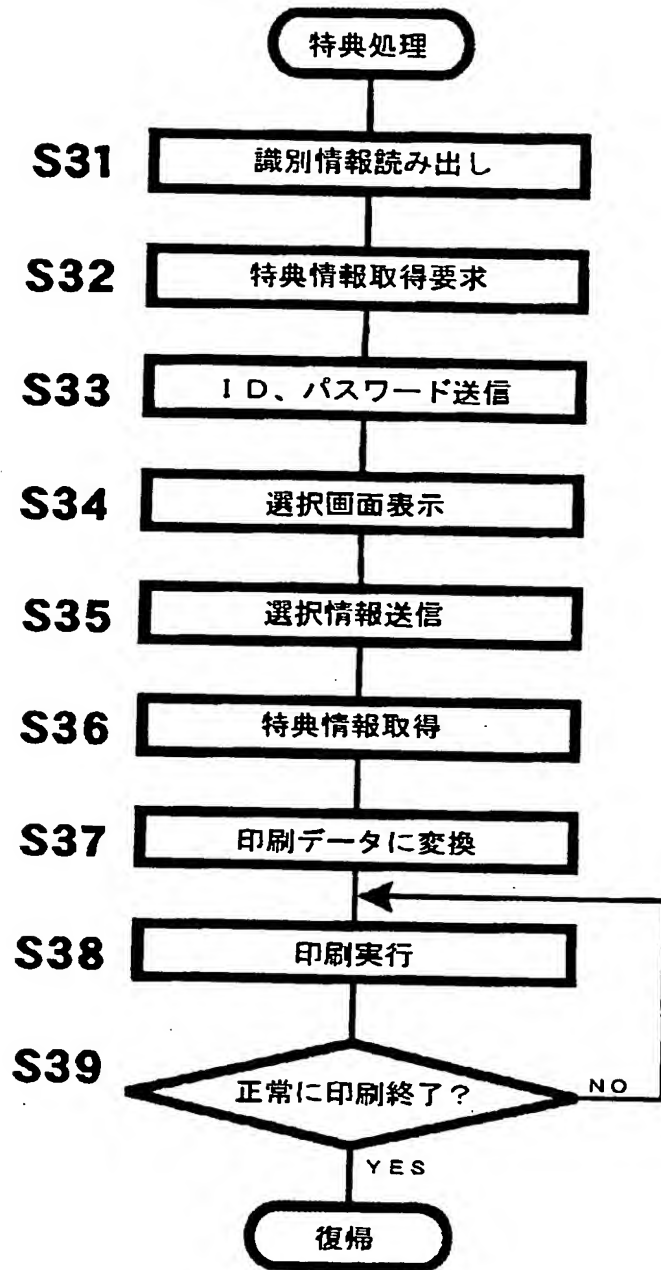 特典処理
S31 識別情報読み出し
S32 特典情報取得要求
S33 ＩＤ、パスワード送信
S34 選択画面表示
S35 選択情報送信
S36 特典情報取得
S37 印刷データに変換
S38 印刷実行
S39 正常に印刷終了？ NO
YES
復帰